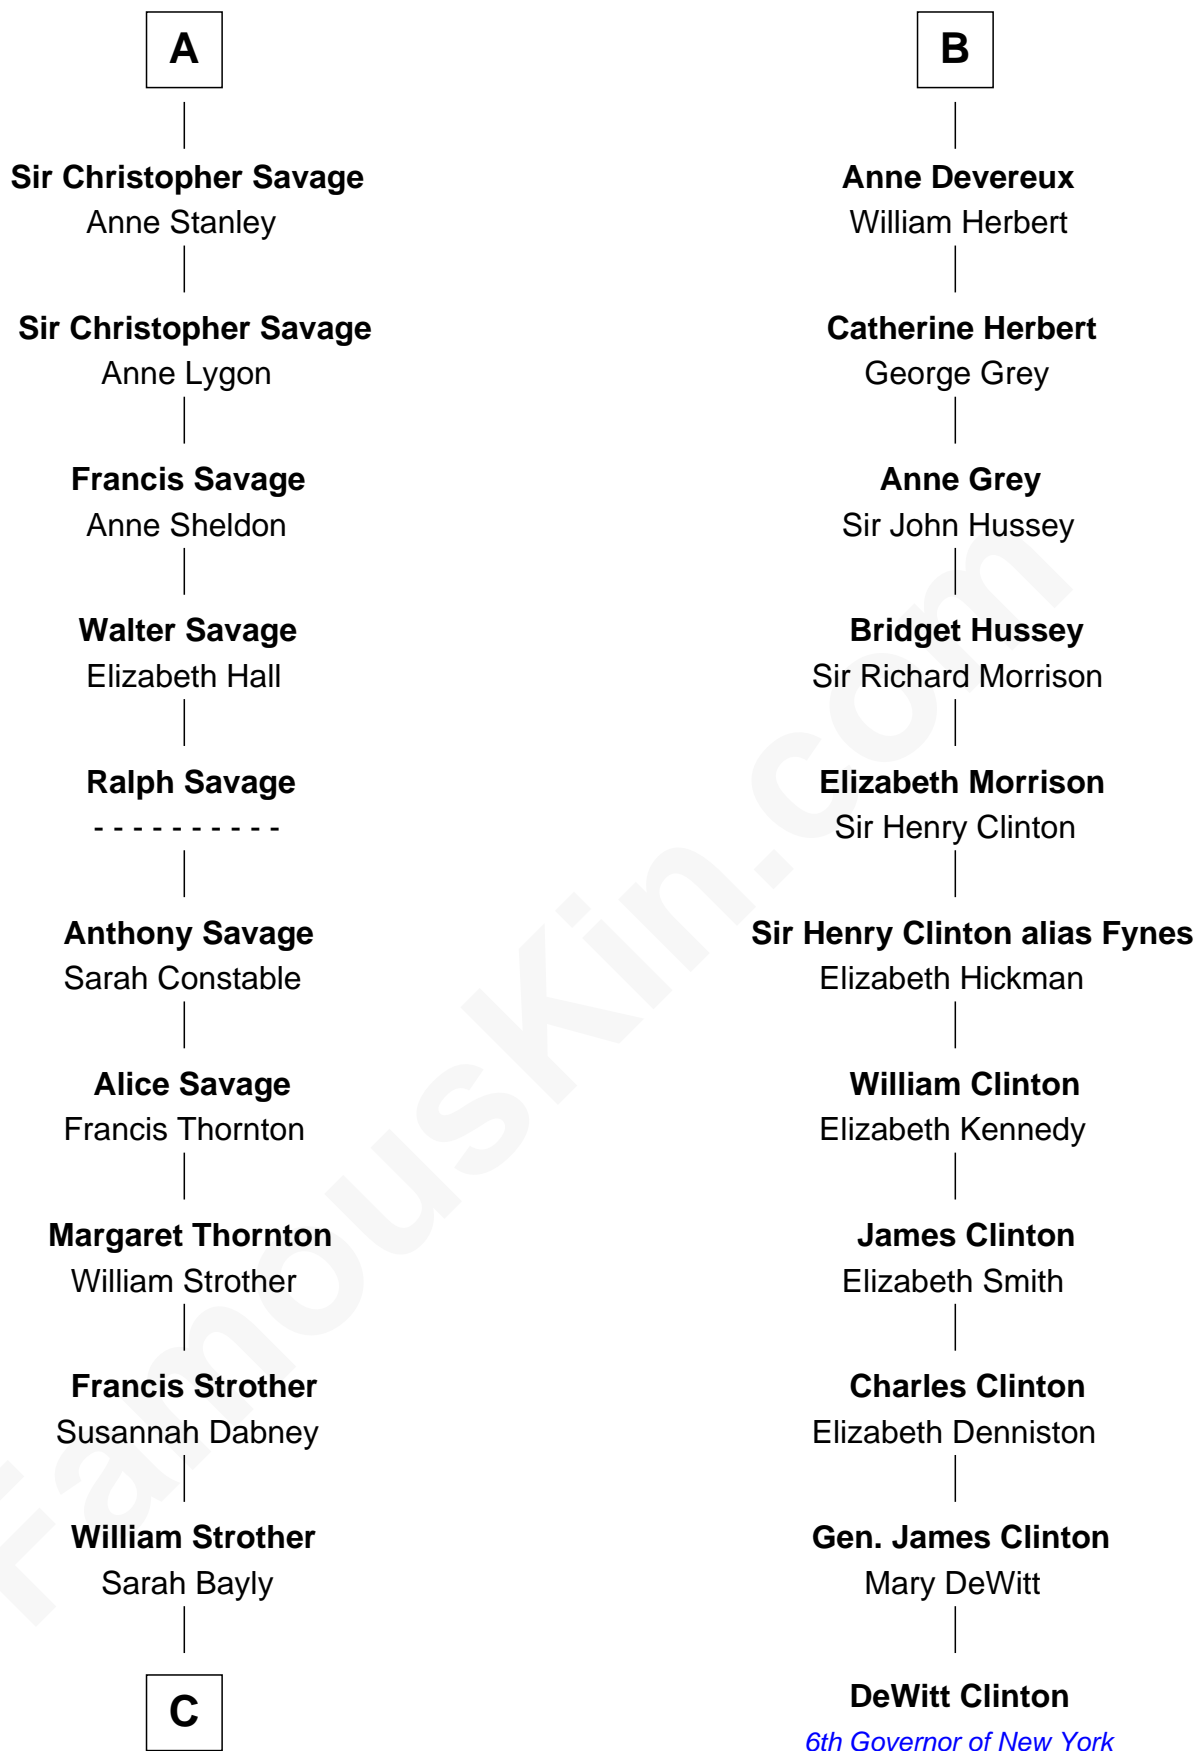 A
Sir Christopher Savage
Anne Stanley
Sir Christopher Savage
Anne Lygon
Francis Savage
Anne Sheldon
Walter Savage
Elizabeth Hall
Ralph Savage
- - - - - - - - - -
Anthony Savage
Sarah Constable
Alice Savage
Francis Thornton
Margaret Thornton
William Strother
Francis Strother
Susannah Dabney
William Strother
Sarah Bayly
C
B
Anne Devereux
William Herbert
Catherine Herbert
George Grey
Anne Grey
Sir John Hussey
Bridget Hussey
Sir Richard Morrison
Elizabeth Morrison
Sir Henry Clinton
Sir Henry Clinton alias Fynes
Elizabeth Hickman
William Clinton
Elizabeth Kennedy
James Clinton
Elizabeth Smith
Charles Clinton
Elizabeth Denniston
Gen. James Clinton
Mary DeWitt
DeWitt Clinton
6th Governor of New York
FamousKin.com